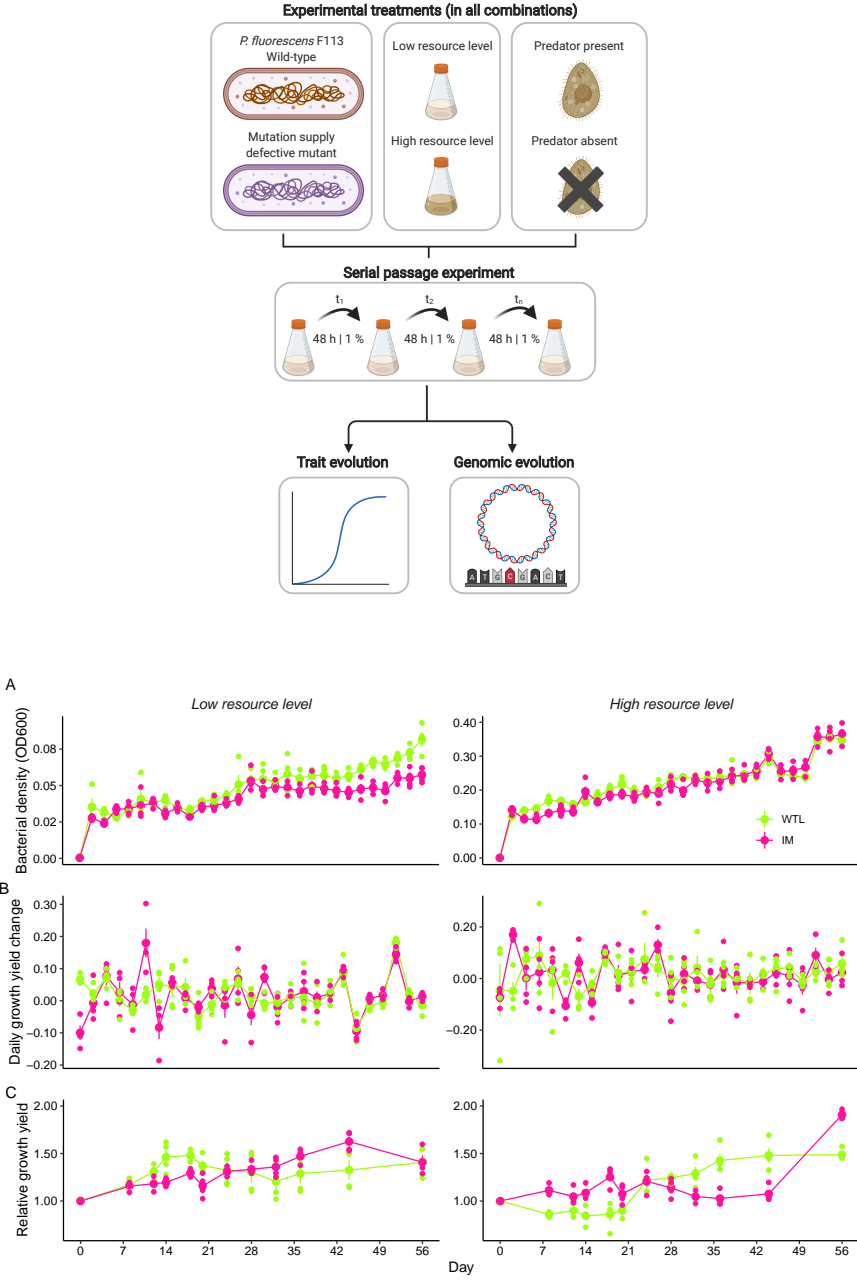 Experimental treatments (in all combinations)
P. fluorescens F113
Wild-type
Mutation supply
defective mutant
Low resource level
High resource level
Predator present
Predator absent
Serial passage experiment
t1
t2
tn
48 h | 1 %
48 h | 1 %
48 h | 1 %
Trait evolution
Genomic evolution
A T G C G A C T
A
Low resource level
High resource level
Bacterial density (OD600)
0.08
0.05
0.02
0.00
0.40
0.30
0.20
0.10
0.00
WTL
IM
B
Daily growth yield change
0.30
0.20
0.10
0.00
−0.10
−0.20
0.20
0.00
−0.20
C
Relative growth yield
2.00
1.50
1.00
2.00
1.50
1.00
0 7 14 21 28 35 42 49 56
0 7 14 21 28 35 42 49 56
Day